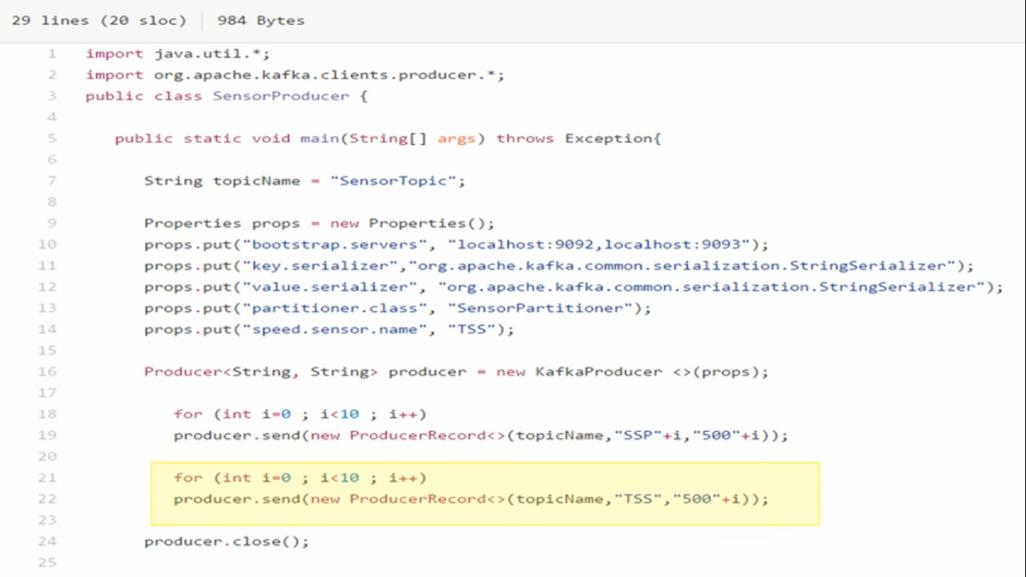 29 lines (20 sloc) 984 Bytes
1 import java.util.*;
2 import org.apache.kafka.clients.producer.*;
3 public class SensorProducer {
4
5 public static void main(String[] args) throws Exception{
6
7 String topicName = "SensorTopic";
8
9 Properties props = new Properties();
10 props.put("bootstrap.servers", "localhost:9092,localhost:9093");
11 props.put("key.serializer","org.apache.kafka.common.serialization.StringSerializer");
12 props.put("value.serializer", "org.apache.kafka.common.serialization.StringSerializer");
13 props.put("partitioner.class", "SensorPartitioner");
14 props.put("speed.sensor.name", "TSS");
15
16 Producer<String, String> producer = new KafkaProducer <>(props);
17
18 for (int i=0 ; i<10 ; i++)
19 producer.send(new ProducerRecord<>(topicName,"SSP"+i,"500"+i));
20
21 for (int i=0 ; i<10 ; i++)
22 producer.send(new ProducerRecord<>(topicName,"TSS","500"+i));
23
24 producer.close();
25